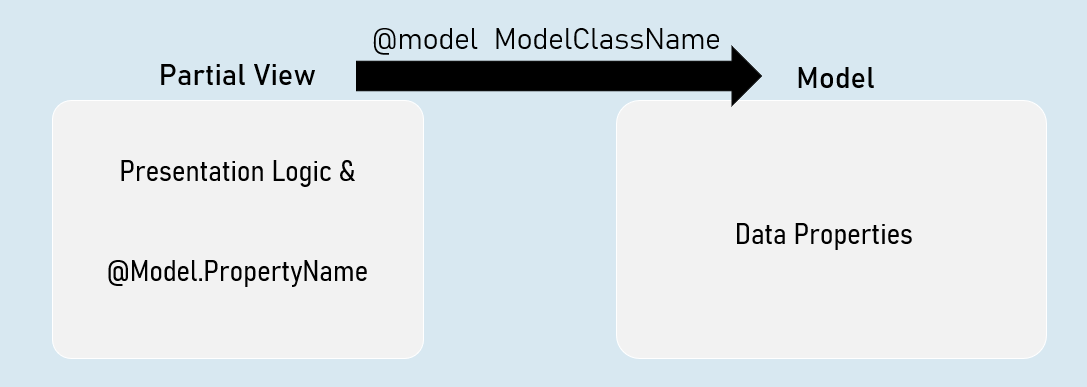 @model ModelClassName
Partial View
Model
Presentation Logic &
@Model.PropertyName
Data Properties